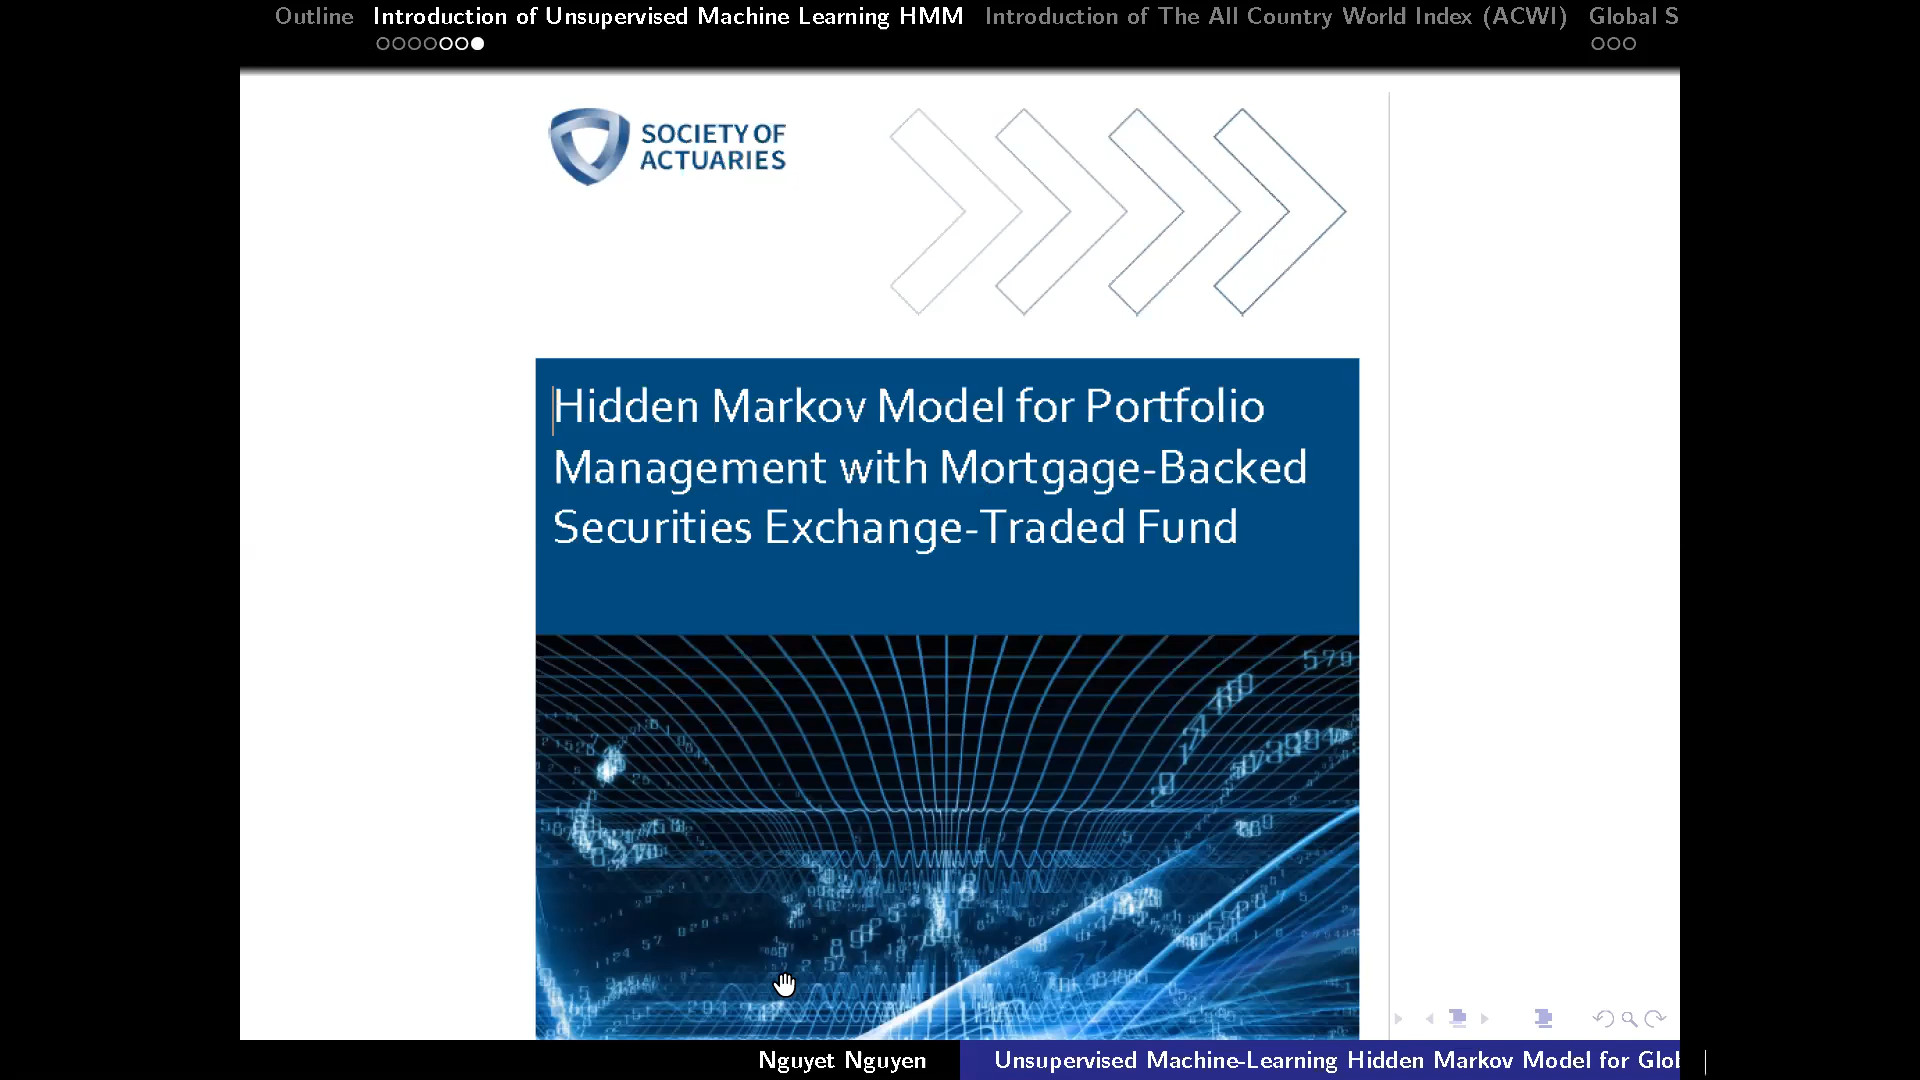 Outline Introduction of Unsupervised Machine Learning HMM Introduction of The All Country World Index (ACWI) Global S
SOCIETY OF
ACTUARIES
Hidden Markov Model for Portfolio
Management with Mortgage-Backed
Securities Exchange-Traded Fund
579
Nguyet Nguyen Unsupervised Machine-Learning Hidden Markov Model for Glob